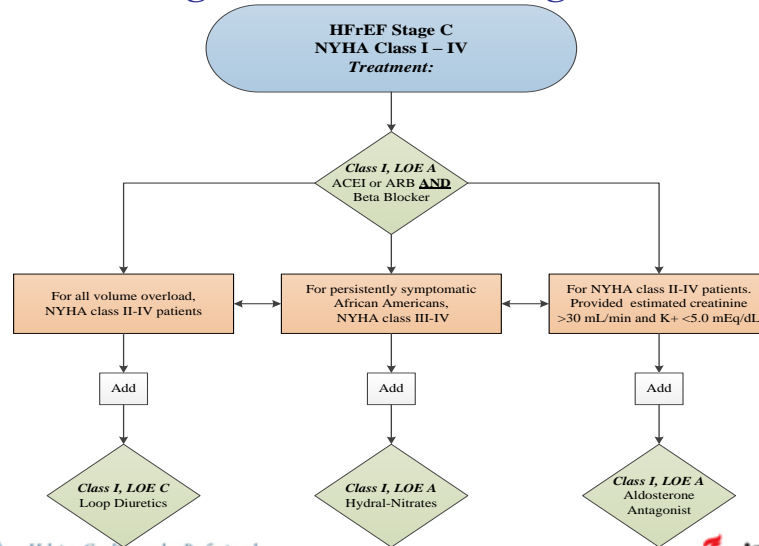 HFrEF Stage C
NYHA Class I – IV
Treatment:
Class I, LOE A
ACEI or ARB AND
Beta Blocker
For all volume overload,
NYHA class II-IV patients
For persistently symptomatic
African Americans,
NYHA class III-IV
For NYHA class II-IV patients.
Provided estimated creatinine
>30 mL/min and K+ <5.0 mEq/dL
Add
Add
Add
Class I, LOE C
Loop Diuretics
Class I, LOE A
Hydral-Nitrates
Class I, LOE A
Aldosterone
Antagonist